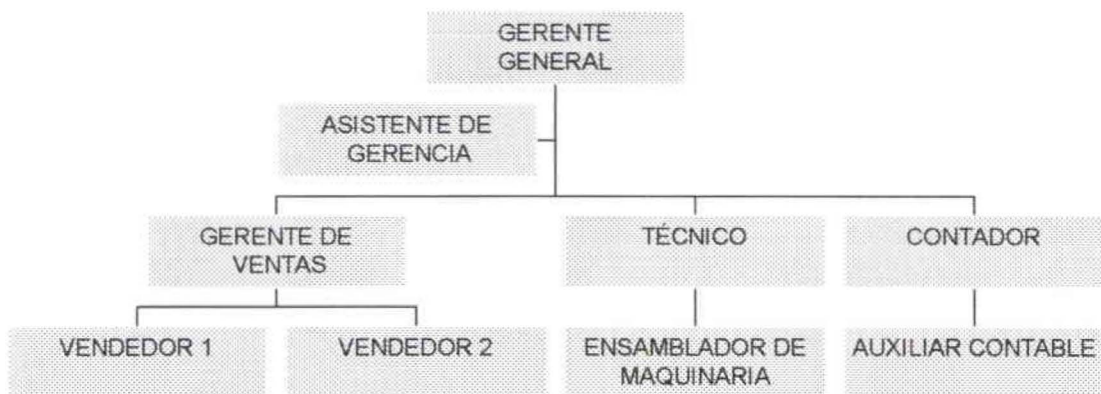 GERENTE
GENERAL
ASISTENTE DE
GERENCIA
GERENTE DE
VENTAS
TÉCNICO
CONTADOR
VENDEDOR 1
VENDEDOR 2
ENSAMBLADOR DE
MAQUINARIA
AUXILIAR CONTABLE